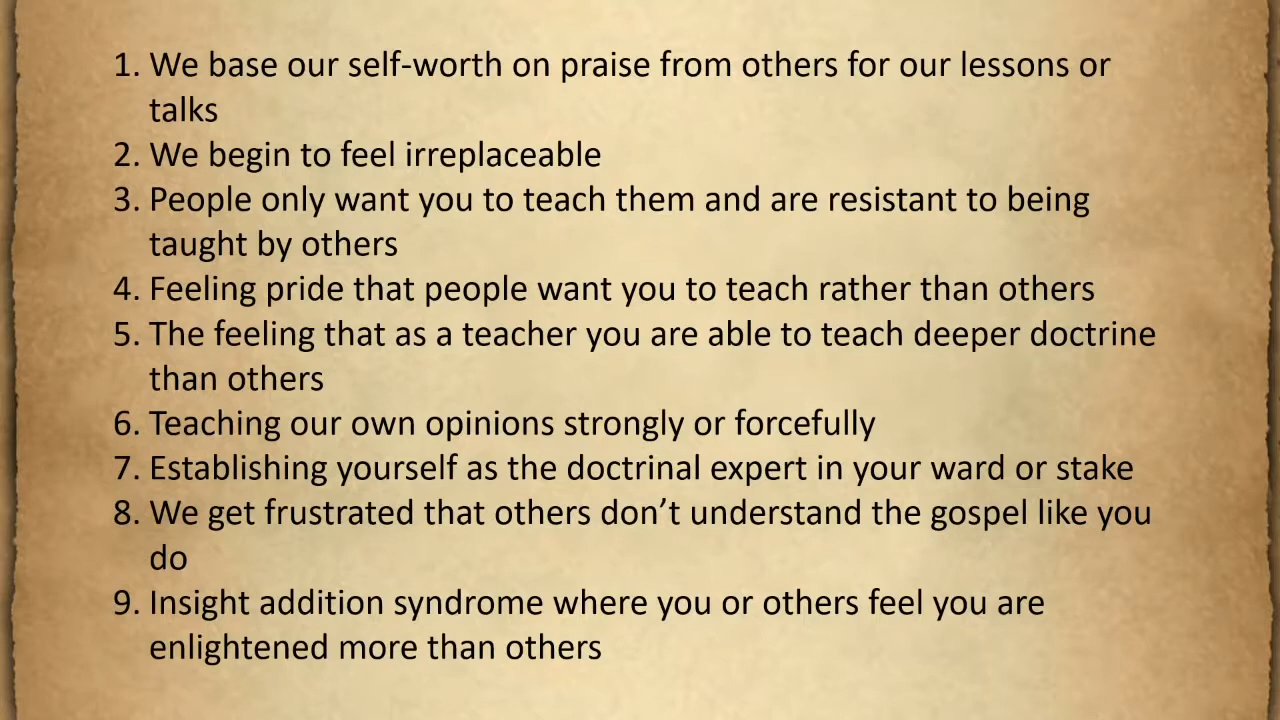 1. We base our self-worth on praise from others for our lessons or
talks
2. We begin to feel irreplaceable
3. People only want you to teach them and are resistant to being
taught by others
4. Feeling pride that people want you to teach rather than others
5. The feeling that as a teacher you are able to teach deeper doctrine
than others
6. Teaching our own opinions strongly or forcefully
7. Establishing yourself as the doctrinal expert in your ward or stake
8. We get frustrated that others don’t understand the gospel like you
do
9. Insight addition syndrome where you or others feel you are
enlightened more than others